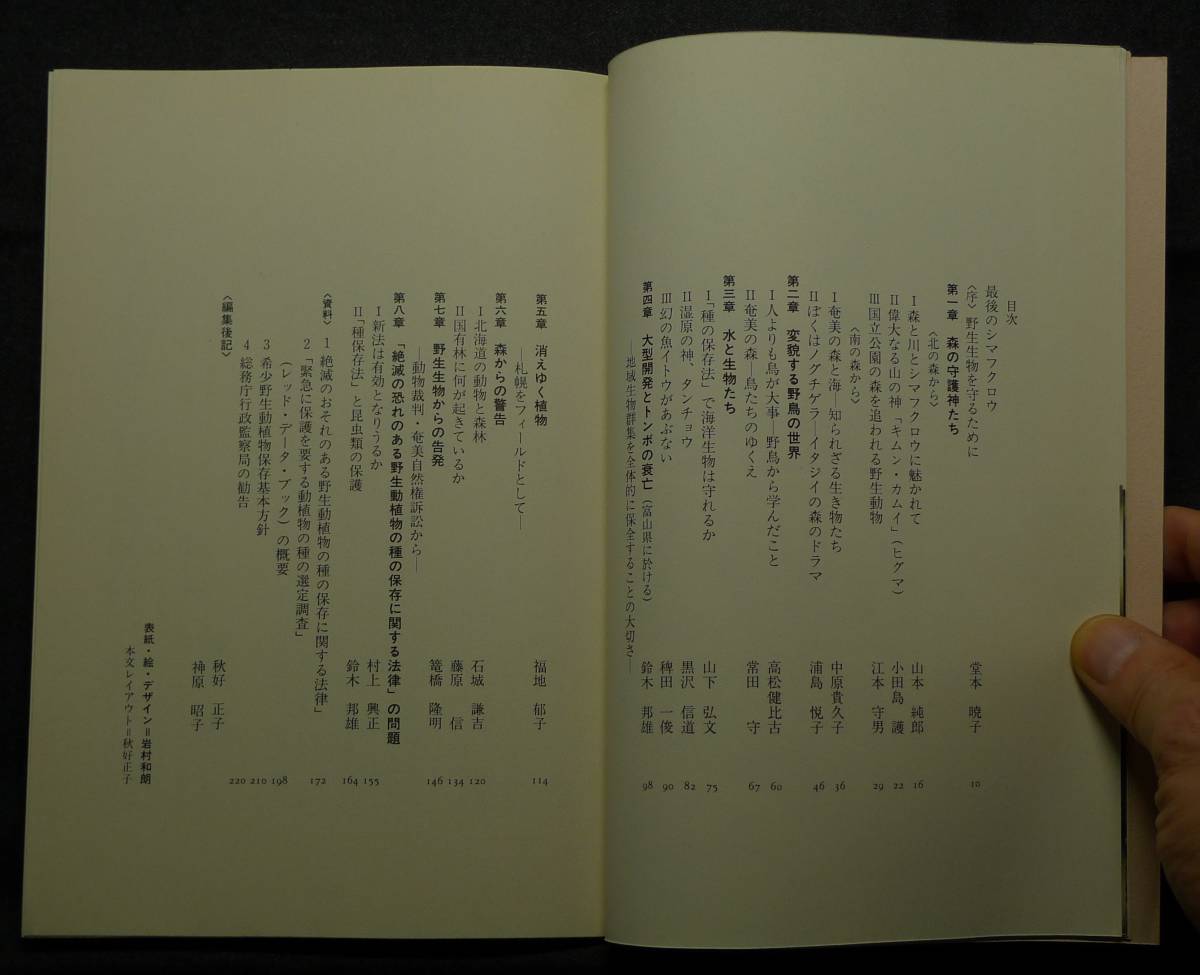 目次
最後のシマフクロウ
〈序〉野生生物を守るために 堂本 暁子 10
第一章 森の守護神たち
〈北の森から〉
Ⅰ 森と川とシマフクロウに魅かれて 山本 純郎 16
Ⅱ 偉大なる山の神「キムン・カムイ」(ヒグマ) 小田島 護 22
Ⅲ 国立公園の森を追われる野生動物 江本 守男 29
〈南の森から〉
Ⅰ 奄美の森と海―知られざる生き物たち 中原貴久子 36
Ⅱ ぼくはノグチゲラ―イタジイの森のドラマ 浦島 悦子 46
第二章 変貌する野鳥の世界
Ⅰ 人よりも鳥が大事―野鳥から学んだこと 高松健比古 60
Ⅱ 奄美の森―鳥たちのゆくえ 常田 守 67
第三章 水と生物たち
Ⅰ「種の保存法」で海洋生物は守れるか 山下 弘文 75
Ⅱ 湿原の神、タンチョウ 黒沢 信道 82
Ⅲ 幻の魚イトウがあぶない 稗田 一俊 90
第四章 大型開発とトンボの衰亡(富山県に於ける) 鈴木 邦雄 98
―地域生物群集を全体的に保全することの大切さ―
第五章 消えゆく植物 福地 郁子 114
―札幌をフィールドとして―
第六章 森からの警告
Ⅰ 北海道の動物と森林 石城 謙吉 120
Ⅱ 国有林に何が起きているか 藤原 信 134
第七章 野生生物からの告発 篭橋 隆明 146
―動物裁判・奄美自然権訴訟から―
第八章 「絶滅の恐れのある野生動植物の種の保存に関する法律」の問題
Ⅰ 新法は有効となりうるか 村上 興正 155
Ⅱ「種保存法」と昆虫類の保護 鈴木 邦雄 164
〈資料〉 1 絶滅のおそれのある野生動植物の種の保存に関する法律」 172
2 「緊急に保護を要する動植物の種の選定調査」
(レッド・データ・ブック)の概要 198
3 希少野生動植物保存基本方針 210
4 総務庁行政監察局の勧告 220
〈編集後記〉 秋好 正子
神原 昭子
表紙・絵・デザイン=岩村和朗
本文レイアウト=秋好正子